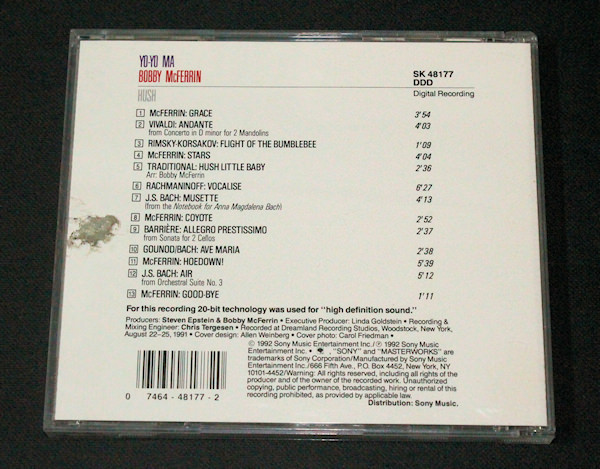 YO-YO MA
BOBBY McFERRIN
HUSH
SK 48177
DDD
Digital Recording
1 McFERRIN: GRACE 3'54
2 VIVALDI: ANDANTE 4'03
from Concerto in D minor for 2 Mandolins
3 RIMSKY-KORSAKOV: FLIGHT OF THE BUMBLEBEE 1'09
4 McFERRIN: STARS 4'04
5 TRADITIONAL: HUSH LITTLE BABY 2'36
Arr: Bobby McFerrin
6 RACHMANINOFF: VOCALISE 6'27
7 J.S. BACH: MUSETTE 4'13
(from the Notebook for Anna Magdalena Bach)
8 McFERRIN: COYOTE 2'52
9 BARRIÈRE: ALLEGRO PRESTISSIMO 2'37
from Sonata for 2 Cellos
10 GOUNOD/BACH: AVE MARIA 2'38
11 McFERRIN: HOEDOWN! 5'39
12 J.S. BACH: AIR 5'12
from Orchestral Suite No. 3
13 McFERRIN: GOOD-BYE 1'11
For this recording 20-bit technology was used for "high definition sound."
Producers: Steven Epstein & Bobby McFerrin • Executive Producer: Linda Goldstein • Recording &
Mixing Engineer: Chris Tergesen • Recorded at Dreamland Recording Studios, Woodstock, New York,
August 22–25, 1991 • Cover design: Allen Weinberg • Cover photo: Carol Friedman •
© 1992 Sony Music Entertainment Inc./ ℗ 1992 Sony Music
Entertainment Inc. • , "SONY" and "MASTERWORKS" are
trademarks of Sony Corporation/Manufactured by Sony Music
Entertainment Inc./666 Fifth Ave., P.O. Box 4452, New York, NY
10101-4452/Warning: All rights reserved, including all rights of the
producer and of the owner of the recorded work. Unauthorized
copying, public performance, broadcasting, hiring or rental of this
recording prohibited, as provided by applicable law.
Distribution: Sony Music.
0 7464 - 48177 - 2